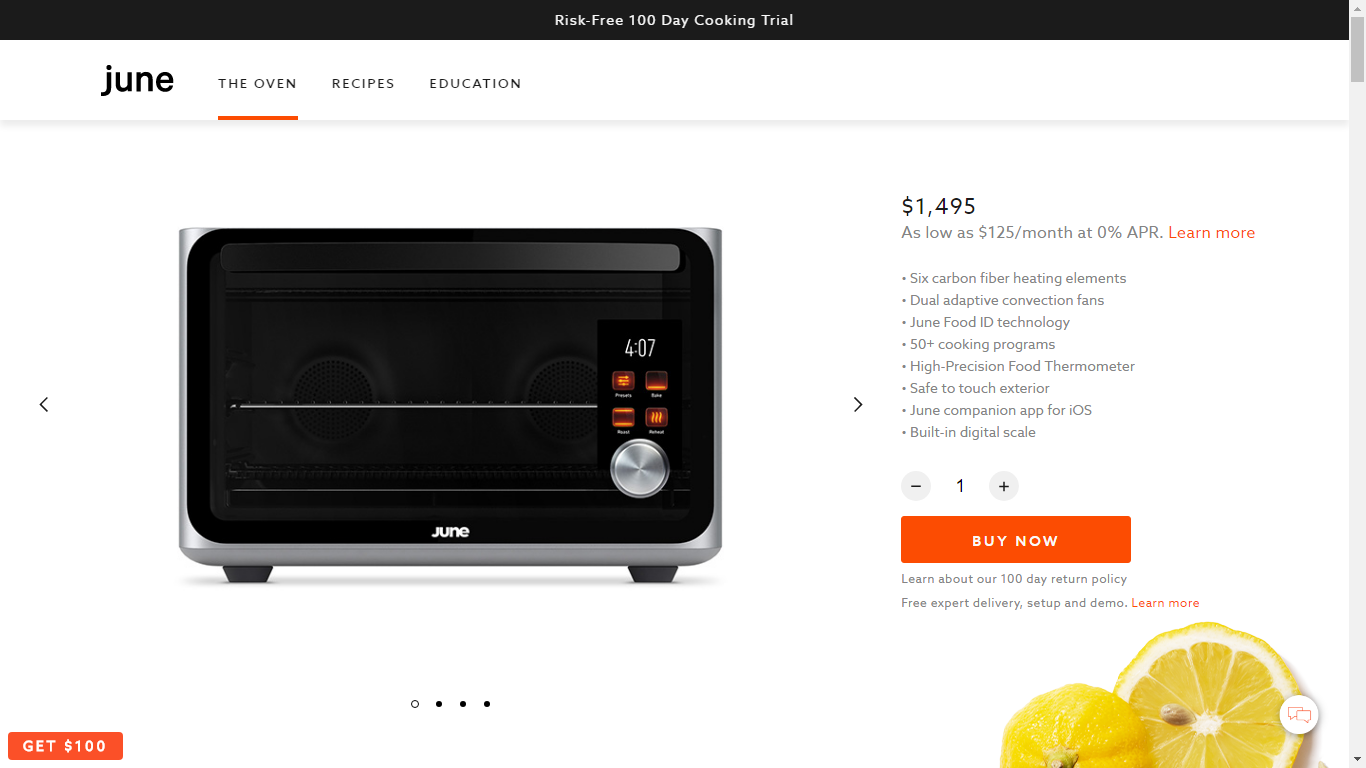 Risk-Free 100 Day Cooking Trial
june
THE OVEN
RECIPES
EDUCATION
$1,495
As low as $125/month at 0% APR. Learn more
• Six carbon fiber heating elements
• Dual adaptive convection fans
• June Food ID technology
• 50+ cooking programs
• High-Precision Food Thermometer
• Safe to touch exterior
• June companion app for iOS
• Built-in digital scale
− 1 +
BUY NOW
Learn about our 100 day return policy
Free expert delivery, setup and demo. Learn more
4:07
Presets Bake
Roast Reheat
JUNE
GET $100